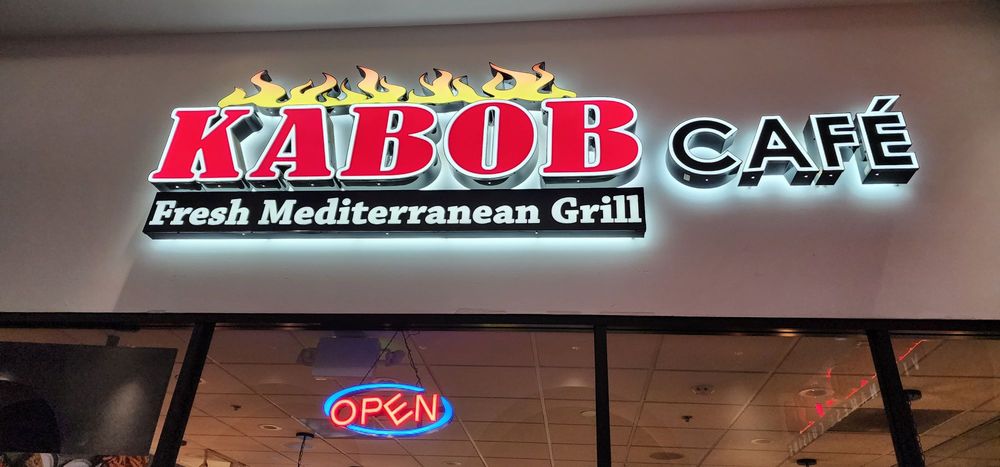 KABOB CAFÉ
Fresh Mediterranean Grill
OPEN